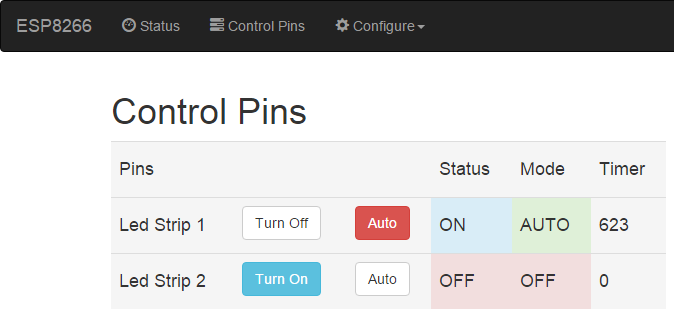 ESP8266 Status Control Pins Configure
Control Pins
Pins Status Mode Timer
Led Strip 1 Turn Off Auto ON AUTO 623
Led Strip 2 Turn On Auto OFF OFF 0